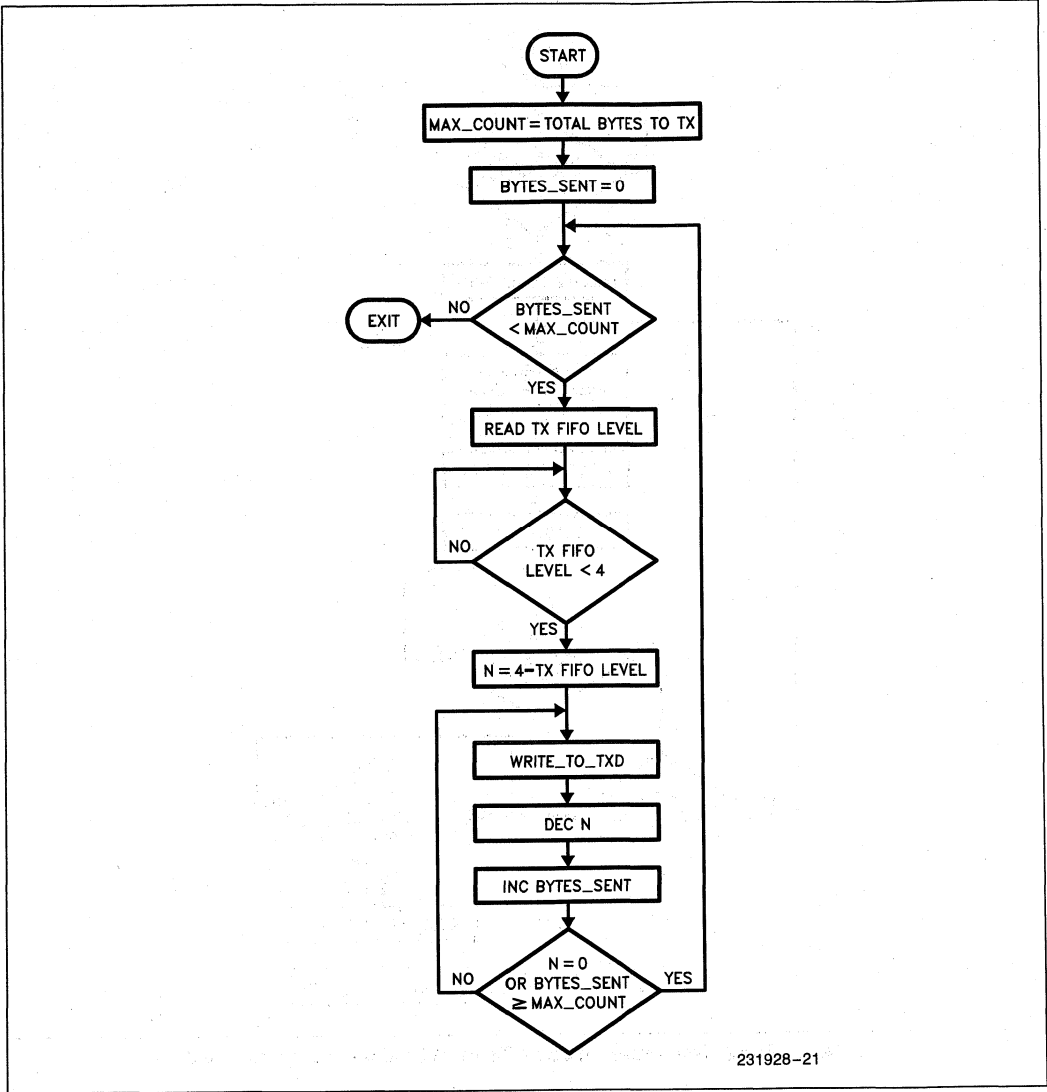 START
MAX_COUNT=TOTAL BYTES TO TX
BYTES_SENT=0
BYTES_SENT
< MAX_COUNT
NO
EXIT
YES
READ TX FIFO LEVEL
TX FIFO
LEVEL < 4
NO
YES
N = 4-TX FIFO LEVEL
WRITE_TO_TXD
DEC N
INC BYTES_SENT
N = 0
OR BYTES_SENT
≥ MAX_COUNT
NO
YES
231928-21